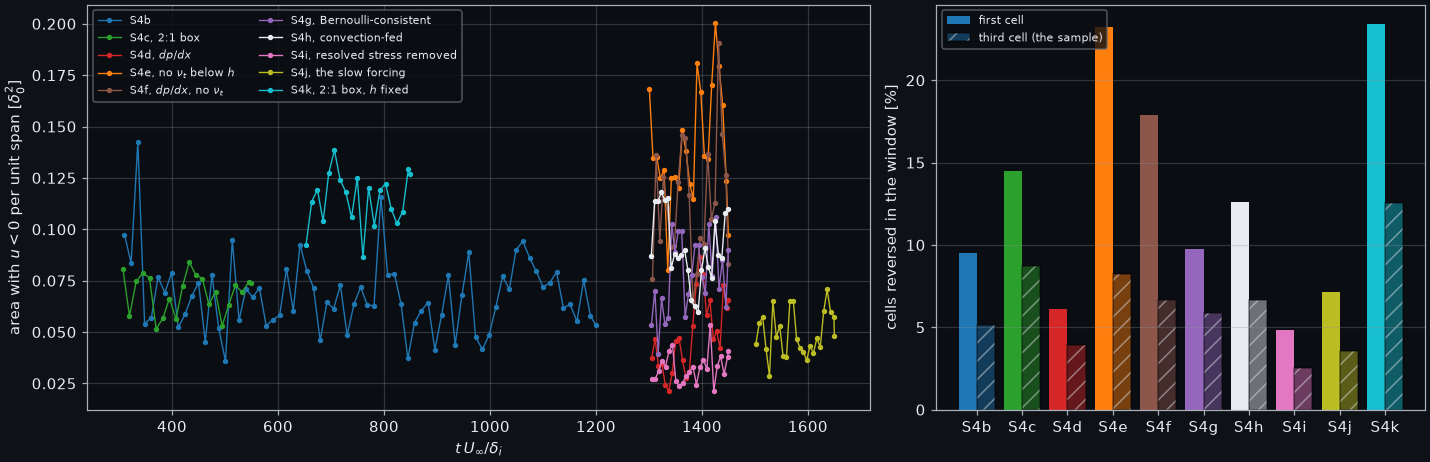 area with u < 0 per unit span [δ₀²]
0.200
0.175
0.150
0.125
0.100
0.075
0.050
0.025
S4b
S4c, 2:1 box
S4d, dp/dx
S4e, no νₜ below h
S4f, dp/dx, no νₜ
S4g, Bernoulli-consistent
S4h, convection-fed
S4i, resolved stress removed
S4j, the slow forcing
S4k, 2:1 box, h fixed
400 600 800 1000 1200 1400 1600
t U∞/δᵢ
cells reversed in the window [%]
20
15
10
5
0
first cell
third cell (the sample)
S4b S4c S4d S4e S4f S4g S4h S4i S4j S4k